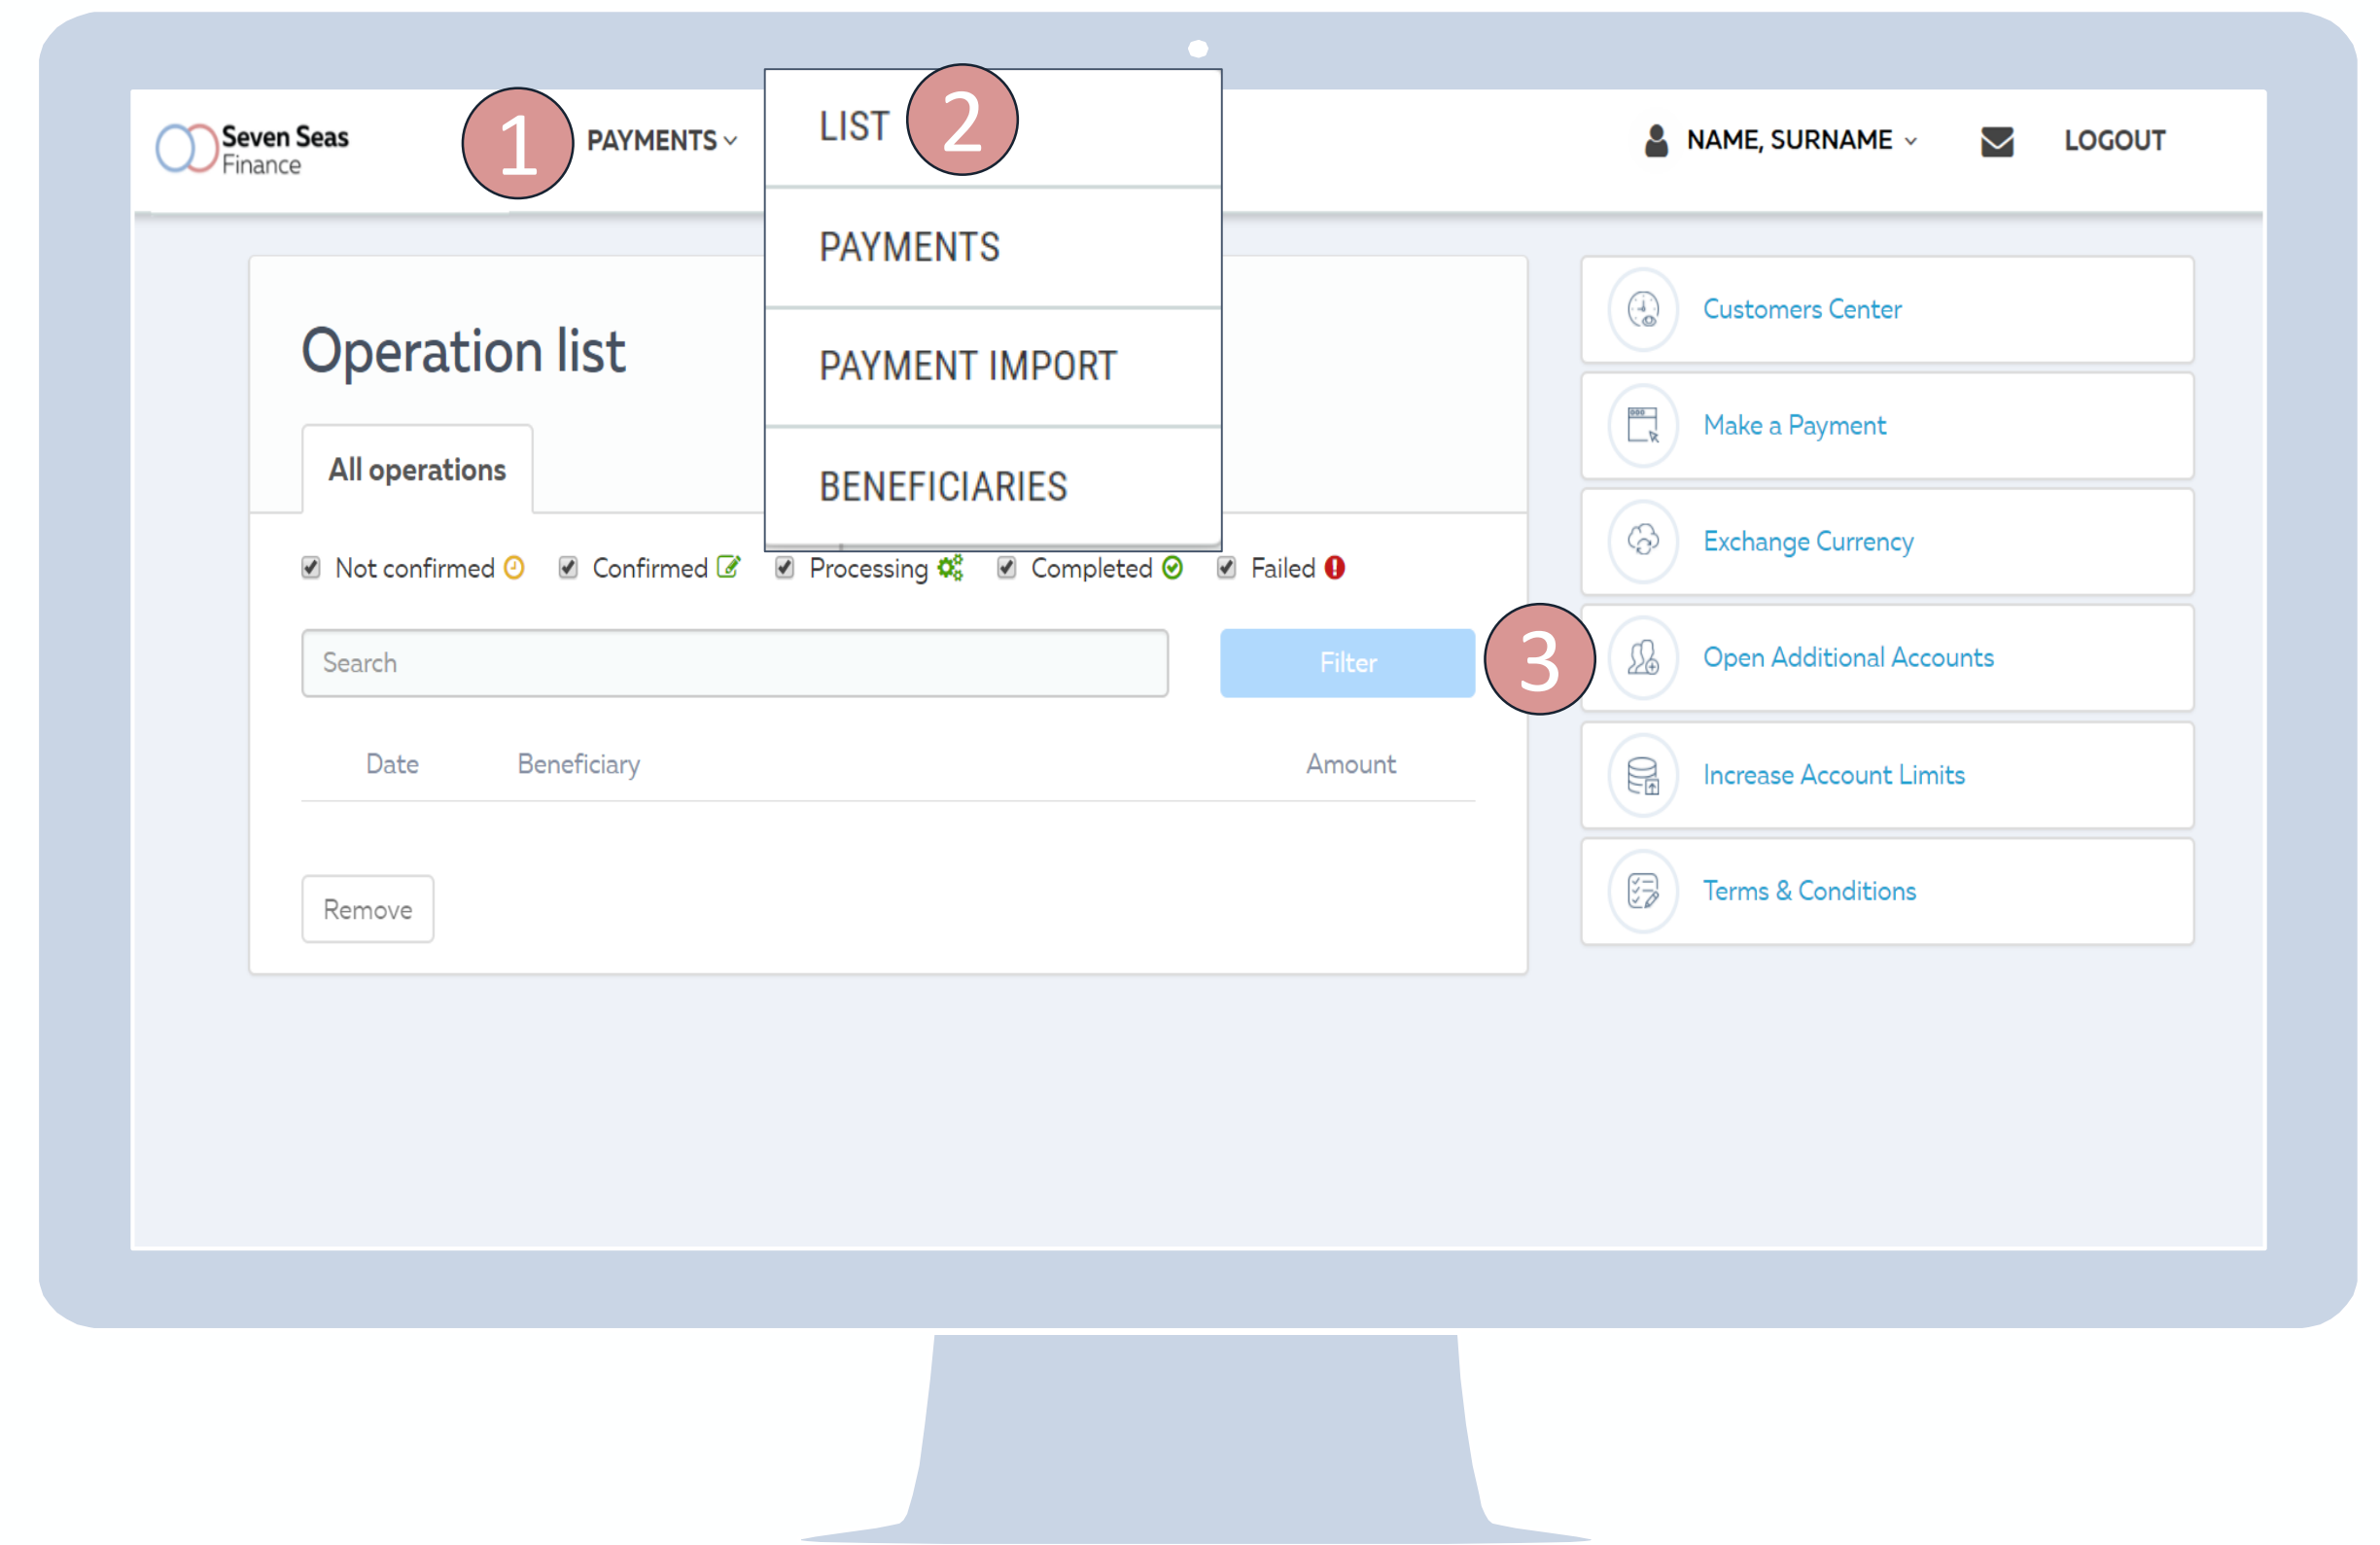 Seven Seas
Finance
1
PAYMENTS
LIST
2
PAYMENTS
PAYMENT IMPORT
BENEFICIARIES
NAME, SURNAME
LOGOUT
Operation list
All operations
Not confirmed
Confirmed
Processing
Completed
Failed
Search
Filter
3
Date
Beneficiary
Amount
Remove
Customers Center
Make a Payment
Exchange Currency
Open Additional Accounts
Increase Account Limits
Terms & Conditions